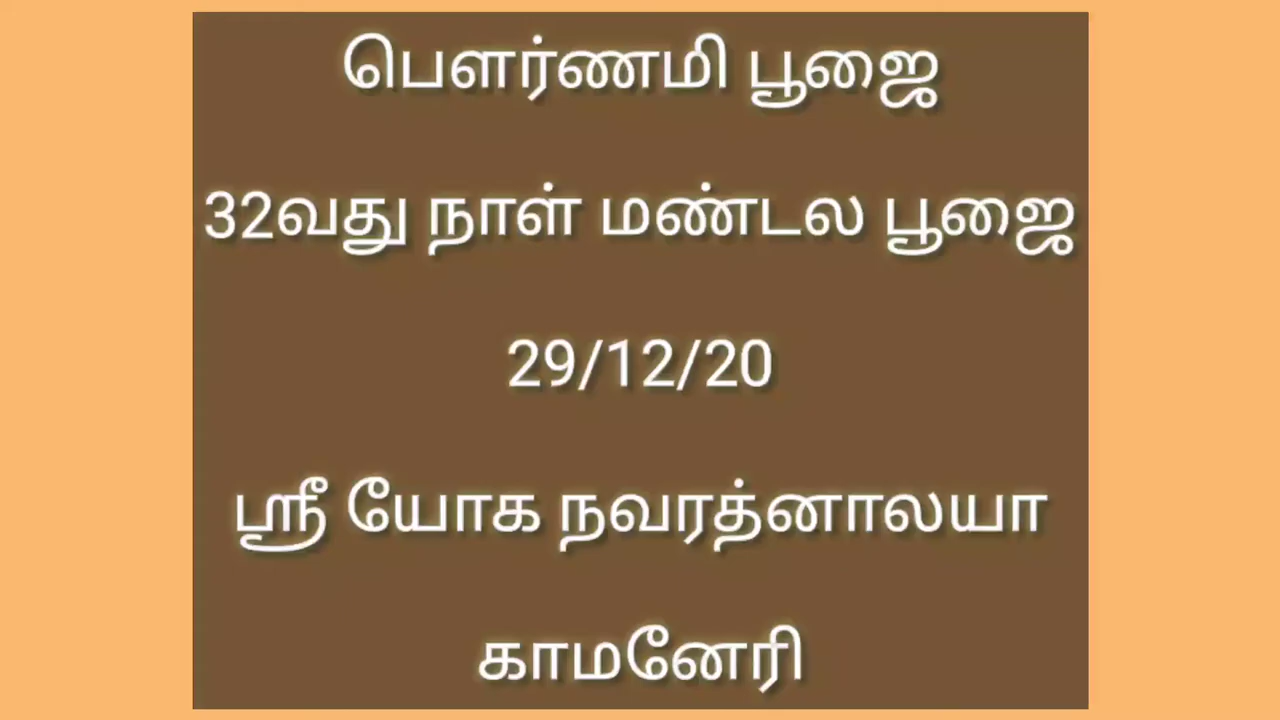 பௌர்ணமி பூஜை
32வது நாள் மண்டல பூஜை
29/12/20
ஸ்ரீ யோக நவரத்னாலயா
காமனேரி